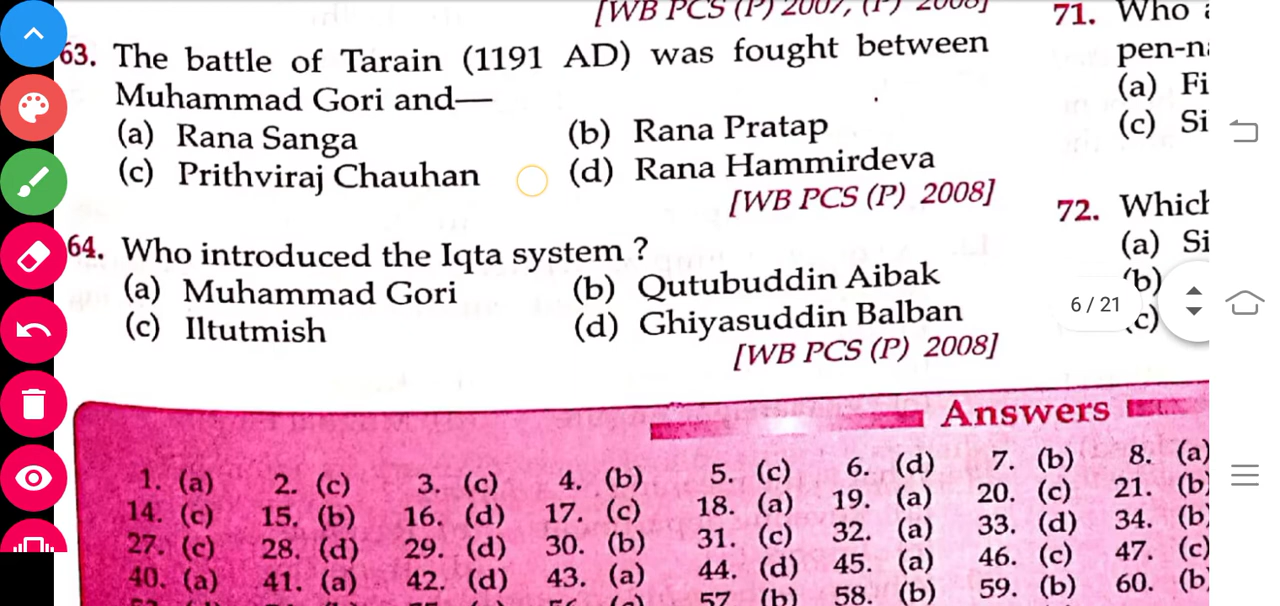 [WB PCS (P) 2007, (P) 2008]
63. The battle of Tarain (1191 AD) was fought between
Muhammad Gori and—
(a) Rana Sanga (b) Rana Pratap
(c) Prithviraj Chauhan (d) Rana Hammirdeva
[WB PCS (P) 2008]
64. Who introduced the Iqta system ?
(a) Muhammad Gori (b) Qutubuddin Aibak
(c) Iltutmish (d) Ghiyasuddin Balban
[WB PCS (P) 2008]
71. Who
pen-n
(a) Fi
(c) Si
72. Which
(a) Si
(b)
(c)
6 / 21
Answers
1. (a) 2. (c) 3. (c) 4. (b) 5. (c) 6. (d) 7. (b) 8. (a)
14. (c) 15. (b) 16. (d) 17. (c) 18. (a) 19. (a) 20. (c) 21. (b)
27. (c) 28. (d) 29. (d) 30. (b) 31. (c) 32. (a) 33. (d) 34. (b)
40. (a) 41. (a) 42. (d) 43. (a) 44. (d) 45. (a) 46. (c) 47. (c)
57. (b) 58. (b) 59. (b) 60. (b)